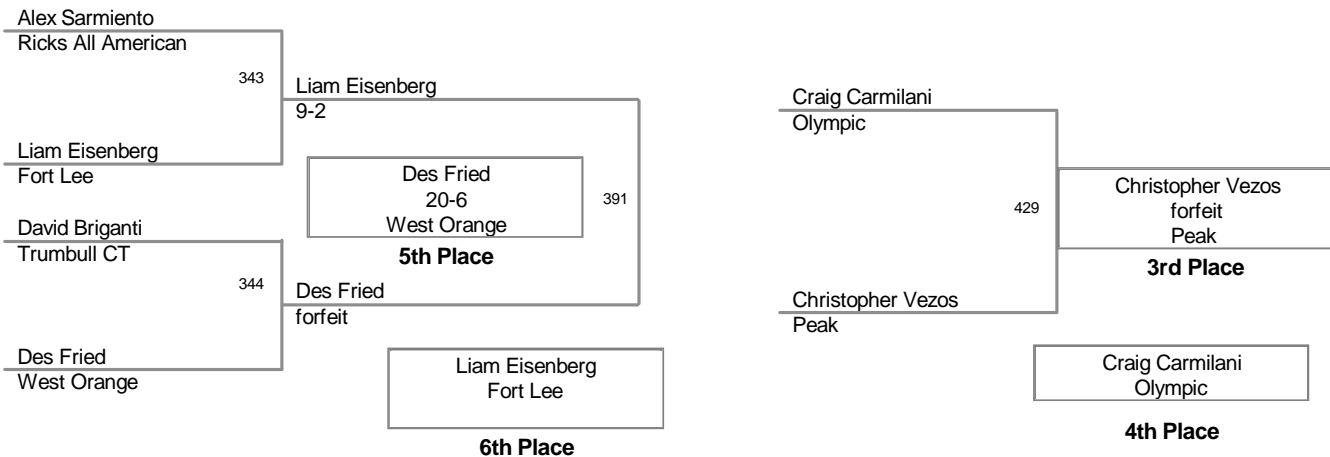 Alex Sarmiento
Ricks All American
343
Liam Eisenberg
9-2
Liam Eisenberg
Fort Lee
Des Fried
20-6
West Orange
5th Place
391
David Briganti
Trumbull CT
344
Des Fried
forfeit
Des Fried
West Orange
Liam Eisenberg
Fort Lee
6th Place
Craig Carmilani
Olympic
429
Christopher Vezos
forfeit
Peak
3rd Place
Christopher Vezos
Peak
Craig Carmilani
Olympic
4th Place